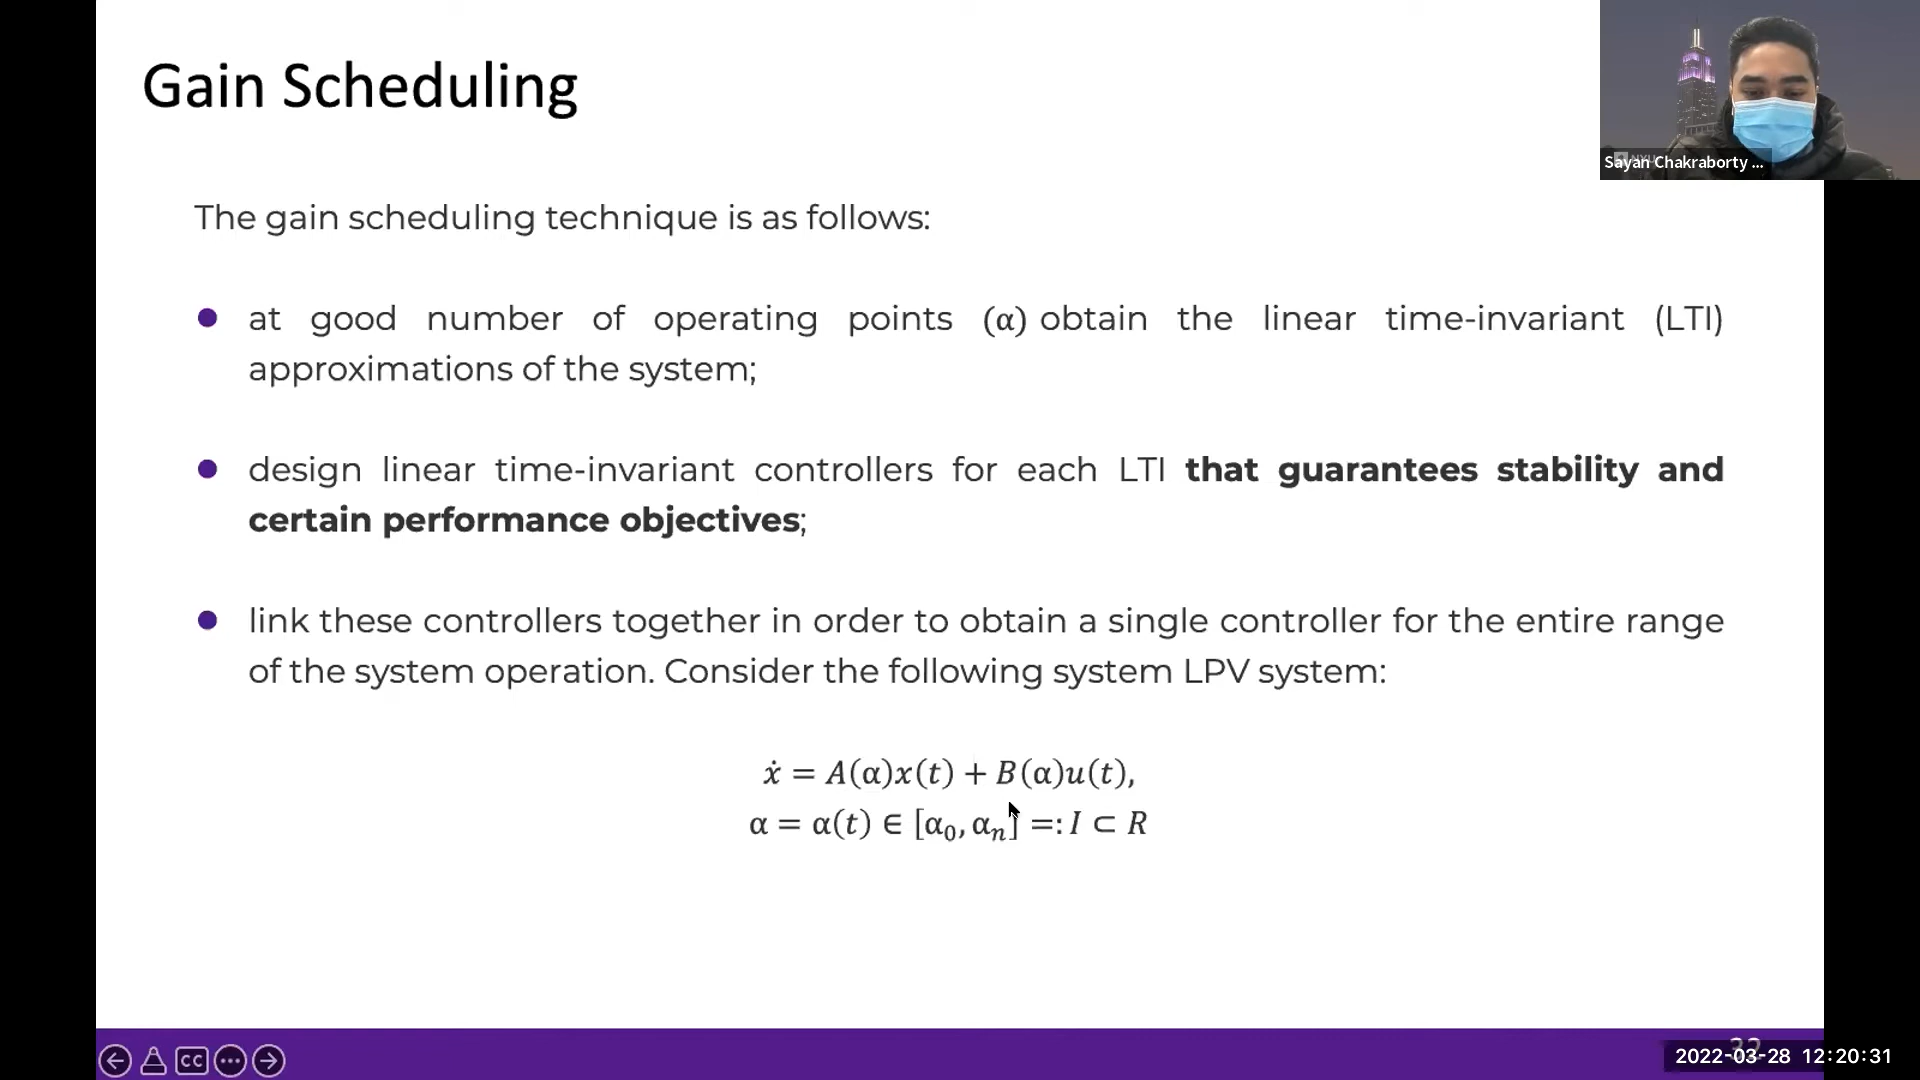 Gain Scheduling
Sayan Chakraborty ...
The gain scheduling technique is as follows:
● at good number of operating points (α) obtain the linear time-invariant (LTI)
approximations of the system;
● design linear time-invariant controllers for each LTI that guarantees stability and
certain performance objectives;
● link these controllers together in order to obtain a single controller for the entire range
of the system operation. Consider the following system LPV system:
ẋ = A(α)x(t) + B(α)u(t),
α = α(t) ∈ [α₀, αₙ] =: I ⊂ R
CC
32
2022-03-28 12:20:31